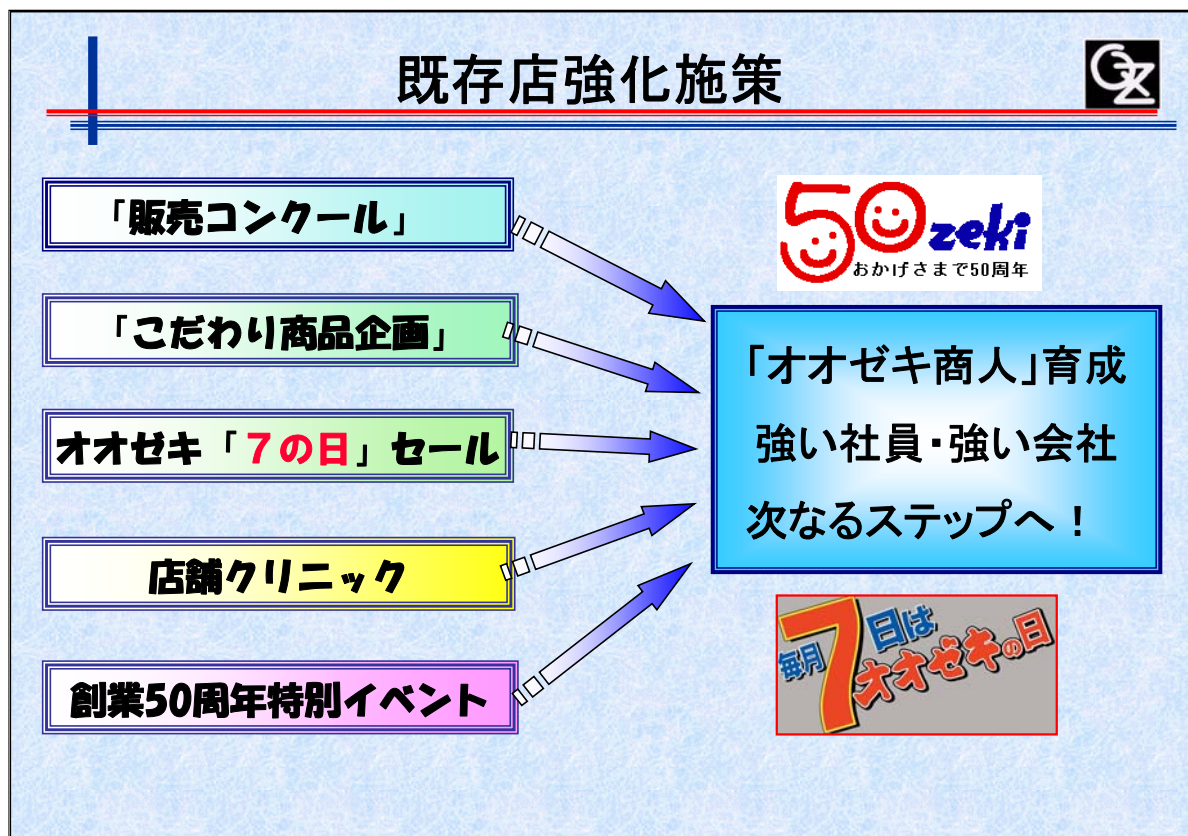 既存店強化施策
OZ
「販売コンクール」
「こだわり商品企画」
オオゼキ「７の日」セール
店舗クリニック
創業50周年特別イベント
50zeki
おかげさまで50周年
「オオゼキ商人」育成
強い社員・強い会社
次なるステップへ！
毎月7日は
オオゼキの日